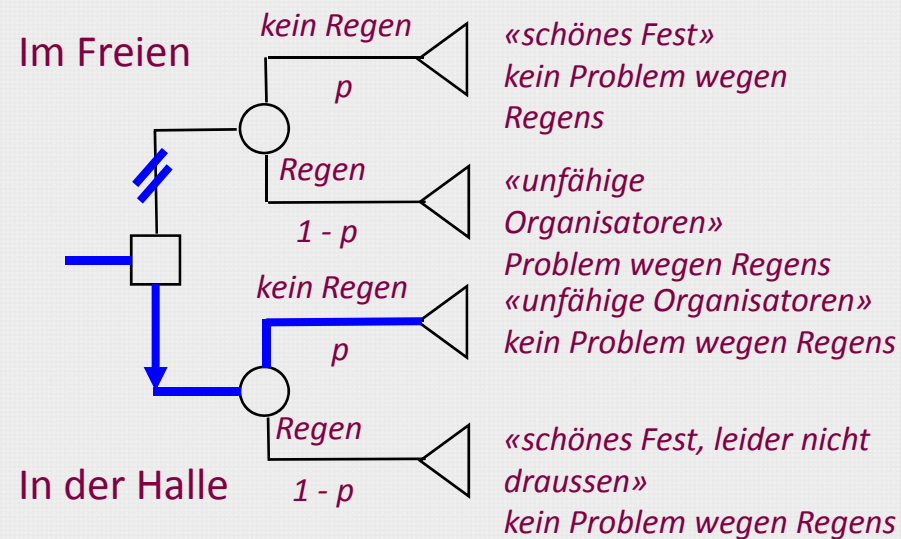 Im Freien
kein Regen
p
«schönes Fest»
kein Problem wegen
Regens
Regen
1 - p
«unfähige
Organisatoren»
Problem wegen Regens
kein Regen
p
«unfähige Organisatoren»
kein Problem wegen Regens
In der Halle
Regen
1 - p
«schönes Fest, leider nicht
draussen»
kein Problem wegen Regens